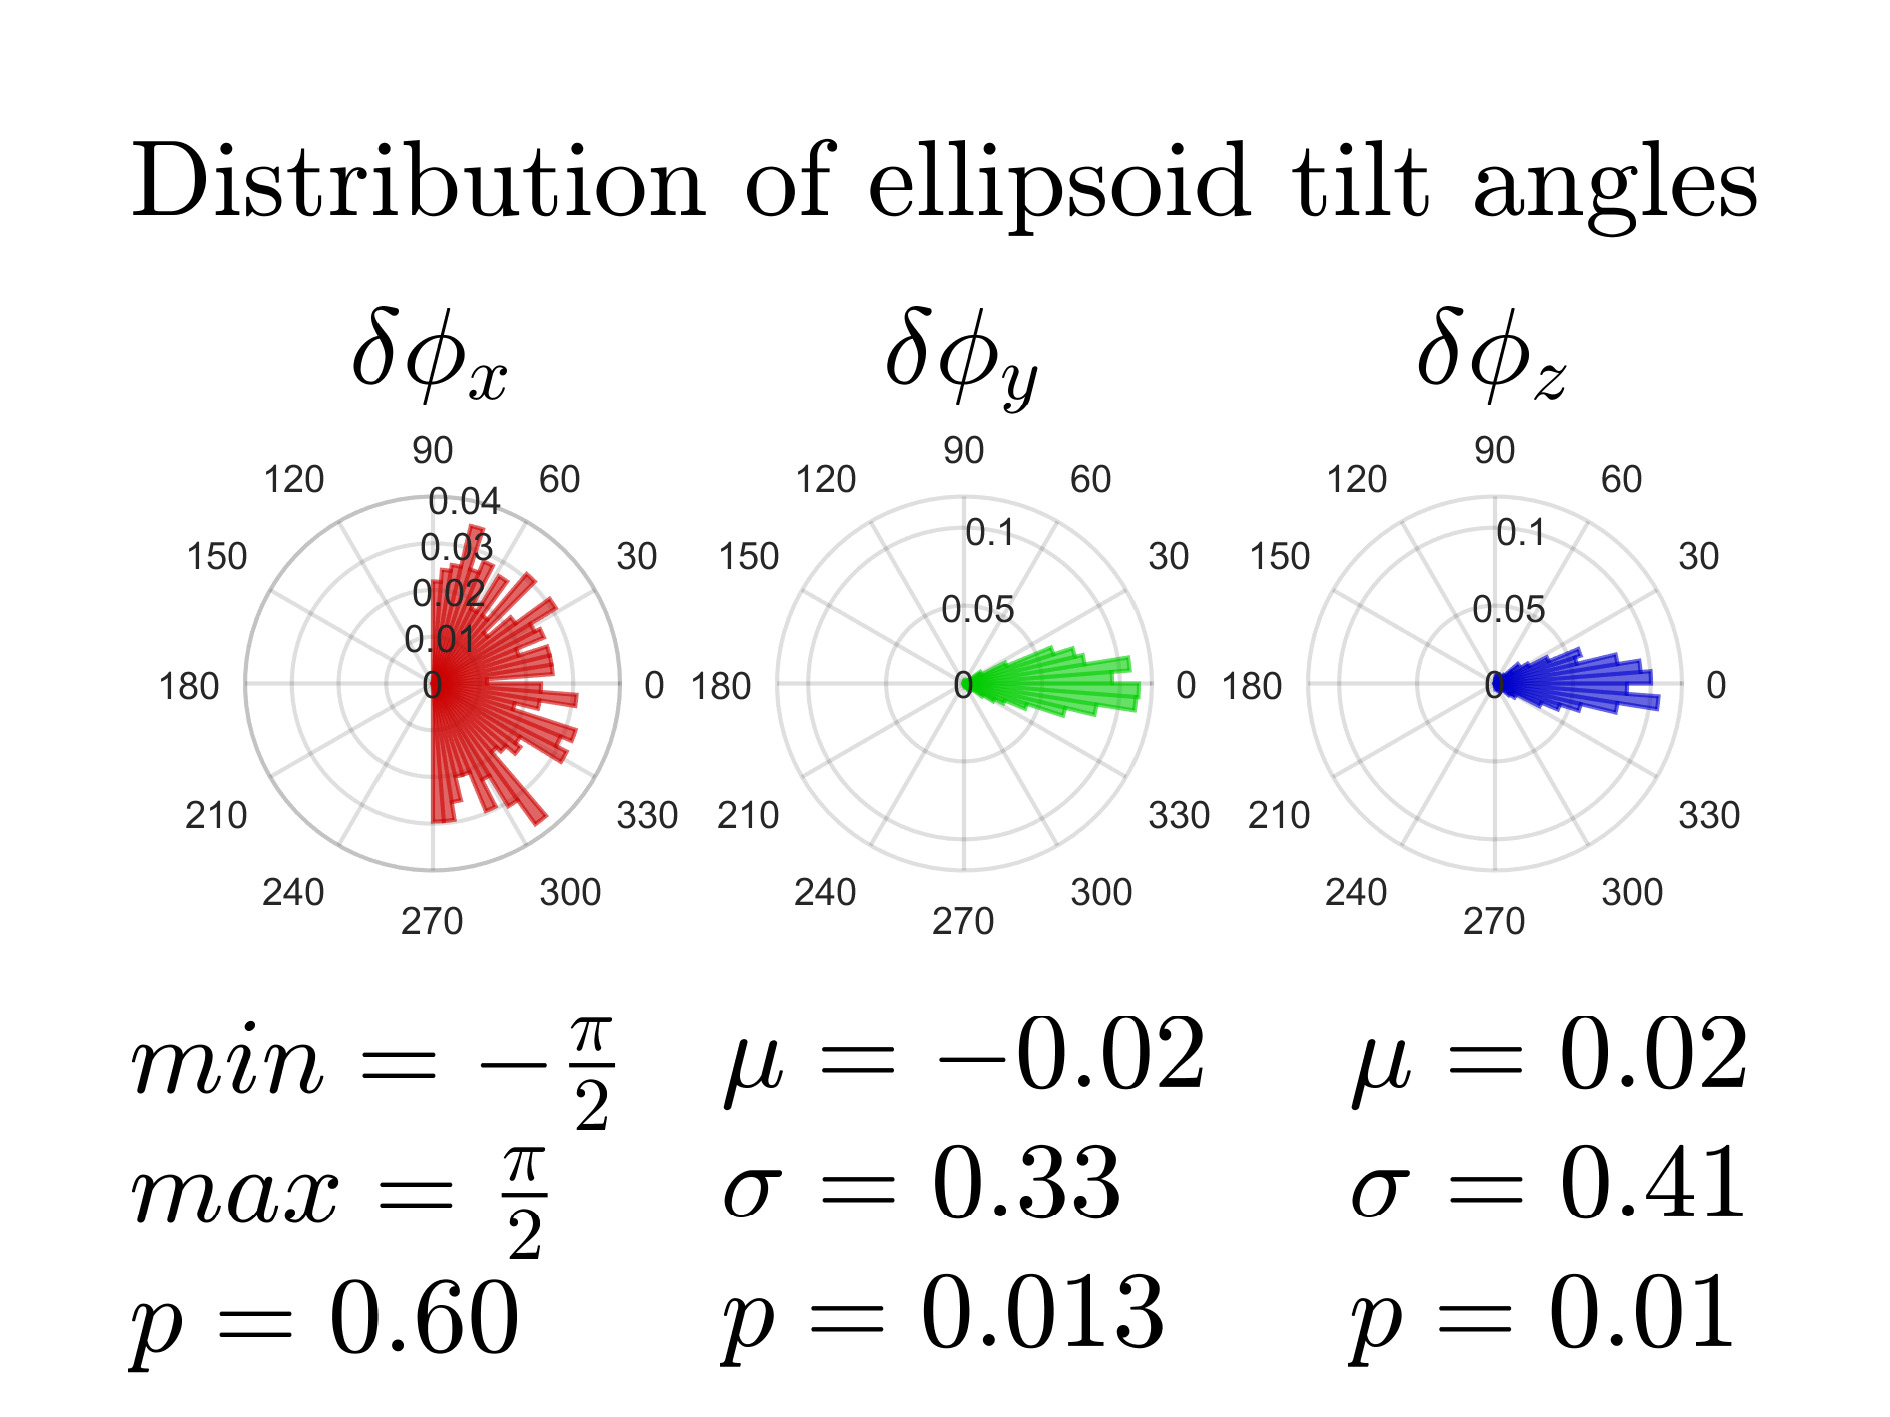 Distribution of ellipsoid tilt angles
δϕ_x δϕ_y δϕ_z
90 90 90
120 60 120 60 120 60
0.04
0.1 0.1
150 0.03 30 150 30 150 30
0.02
0.05 0.05
0.01
180 0 0 180 0 0 180 0 0
210 330 210 330 210 330
240 300 240 300 240 300
270 270 270
min = −π/2 μ = −0.02 μ = 0.02
max = π/2 σ = 0.33 σ = 0.41
p = 0.60 p = 0.013 p = 0.01